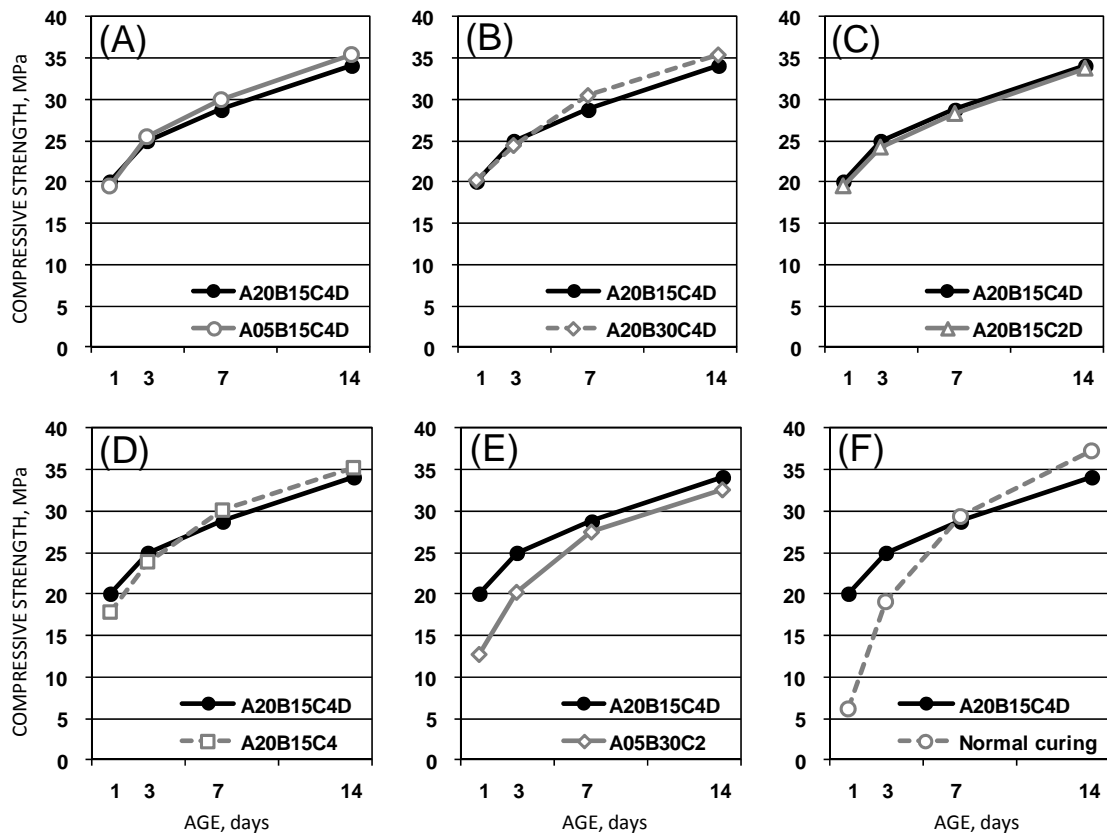 COMPRESSIVE STRENGTH, MPa
(A)
40
35
30
25
20
15
10
5
0
A20B15C4D
A05B15C4D
1 3 7 14
(B)
40
35
30
25
20
15
10
5
0
A20B15C4D
A20B30C4D
1 3 7 14
(C)
40
35
30
25
20
15
10
5
0
A20B15C4D
A20B15C2D
1 3 7 14
COMPRESSIVE STRENGTH, MPa
(D)
40
35
30
25
20
15
10
5
0
A20B15C4D
A20B15C4
1 3 7 14
AGE, days
(E)
40
35
30
25
20
15
10
5
0
A20B15C4D
A05B30C2
1 3 7 14
AGE, days
(F)
40
35
30
25
20
15
10
5
0
A20B15C4D
Normal curing
1 3 7 14
AGE, days